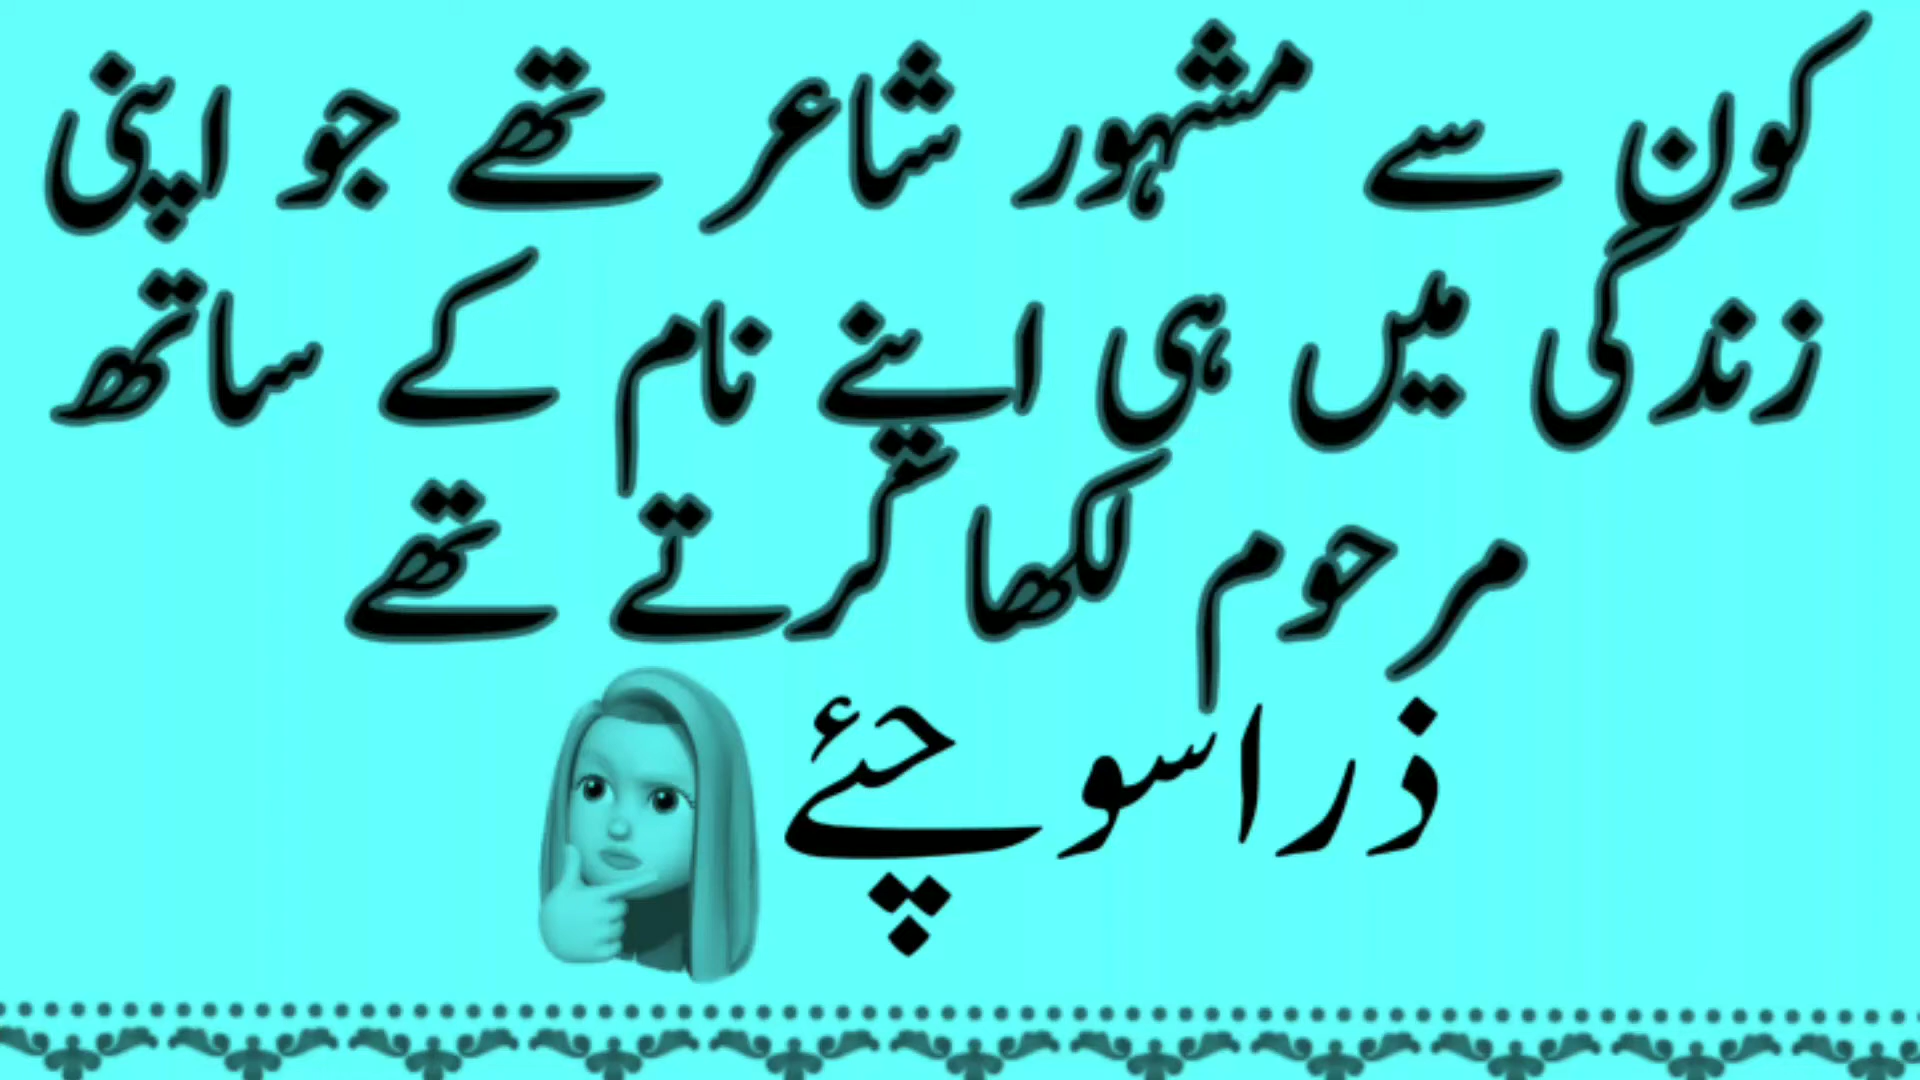 کون سے مشہور شاعر تھے جو اپنی
زندگی میں ہی اپنے نام کے ساتھ
مرحوم لکھا کرتے تھے
ذرا سوچئے